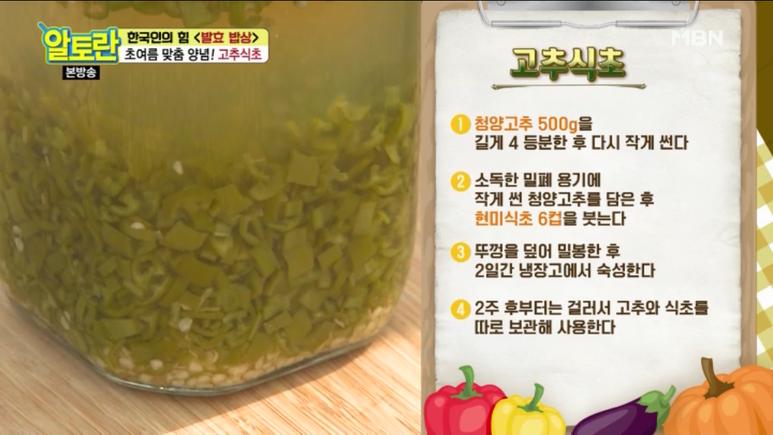 알토란
본방송
한국인의 힘 <발효 밥상>
초여름 맞춤 양념! 고추식초
MBN
고추식초
1 청양고추 500g을
길게 4 등분한 후 다시 작게 썬다
2 소독한 밀폐 용기에
작게 썬 청양고추를 담은 후
현미식초 6컵을 붓는다
3 뚜껑을 덮어 밀봉한 후
2일간 냉장고에서 숙성한다
4 2주 후부터는 걸러서 고추와 식초를
따로 보관해 사용한다